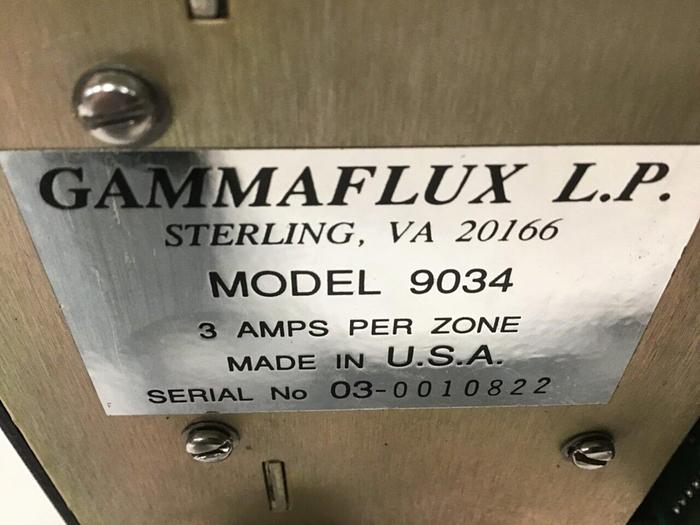 GAMMAFLUX L.P.
STERLING, VA 20166
MODEL 9034
3 AMPS PER ZONE
MADE IN U.S.A.
SERIAL No 03-0010822